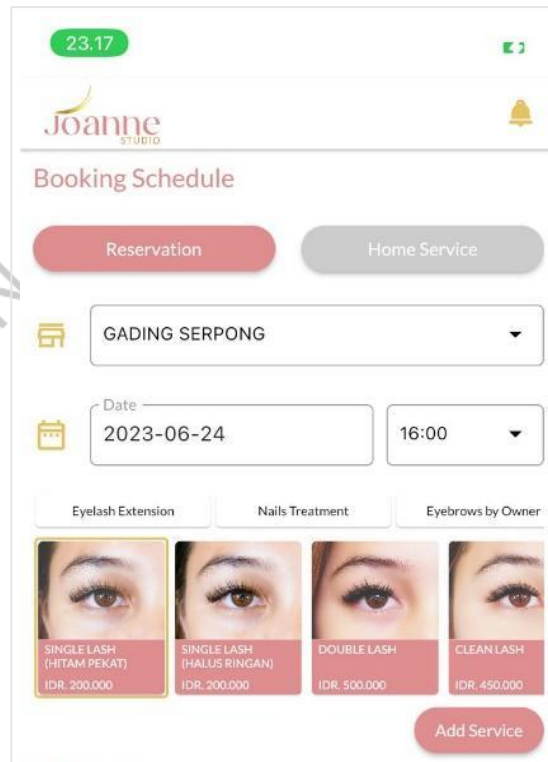 23.17
Joanne
STUDIO
Booking Schedule
Reservation
Home Service
GADING SERPONG
Date
2023-06-24
16:00
Eyelash Extension
Nails Treatment
Eyebrows by Owner
SINGLE LASH
(HITAM PEKAT)
IDR. 200.000
SINGLE LASH
(HALUS RINGAN)
IDR. 200.000
DOUBLE LASH
IDR. 500.000
CLEAN LASH
IDR. 450.000
Add Service